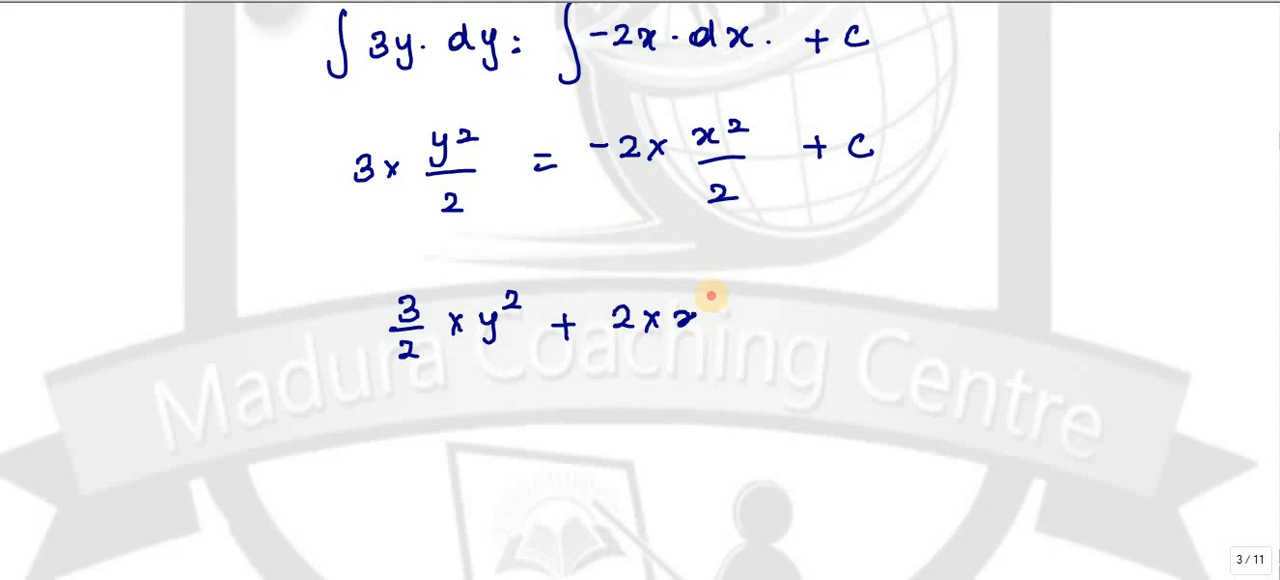 ∫ 3y. dy = ∫ -2x . dx. + c
3 × y²/2 = -2 × x²/2 + c
3/2 × y² + 2 × x
Madura Coaching Centre
3 / 11